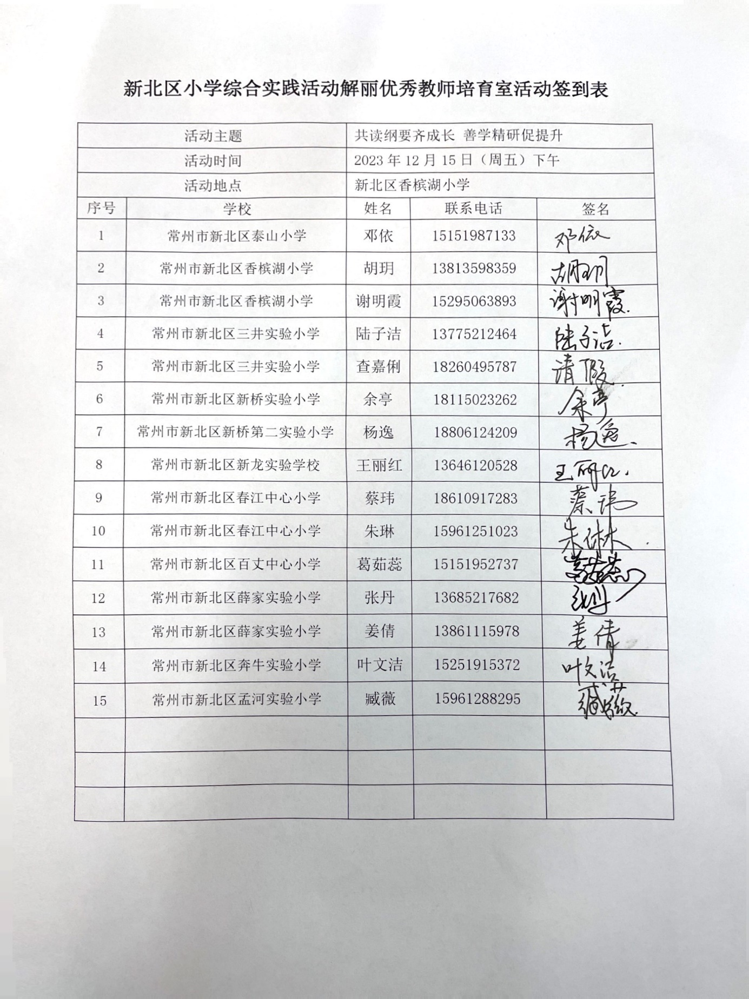 新北区小学综合实践活动解丽优秀教师培育室活动签到表
活动主题 共读纲要齐成长 善学精研促提升
活动时间 2023 年 12 月 15 日（周五）下午
活动地点 新北区香槟湖小学
序号 学校 姓名 联系电话 签名
1 常州市新北区泰山小学 邓依 15151987133 邓依
2 常州市新北区香槟湖小学 胡玥 13813598359 胡玥
3 常州市新北区香槟湖小学 谢明霞 15295063893 谢明霞.
4 常州市新北区三井实验小学 陆子洁 13775212464 陆子洁.
5 常州市新北区三井实验小学 查嘉俐 18260495787 请假.
6 常州市新北区新桥实验小学 余亭 18115023262 余亭
7 常州市新北区新桥第二实验小学 杨逸 18806124209 杨逸、
8 常州市新北区新龙实验学校 王丽红 13646120528 王丽红.
9 常州市新北区春江中心小学 蔡玮 18610917283 蔡玮
10 常州市新北区春江中心小学 朱琳 15961251023 朱琳.
11 常州市新北区百丈中心小学 葛茹蕊 15151952737 葛茹蕊
12 常州市新北区薛家实验小学 张丹 13685217682 张丹
13 常州市新北区薛家实验小学 姜倩 13861115978 姜倩
14 常州市新北区奔牛实验小学 叶文洁 15251915372 叶文洁
15 常州市新北区孟河实验小学 臧薇 15961288295 臧薇.